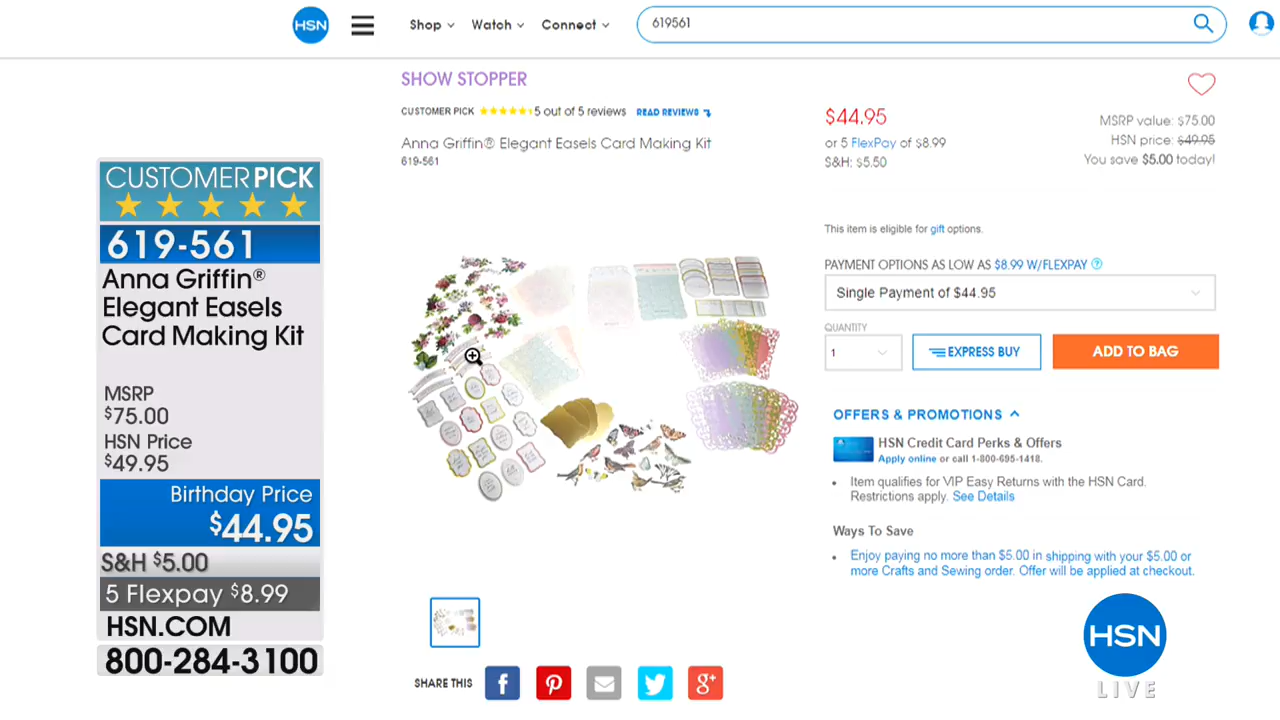 HSN
Shop
Watch
Connect
619561
SHOW STOPPER
CUSTOMER PICK 5 out of 5 reviews READ REVIEWS
Anna Griffin® Elegant Easels Card Making Kit
619-561
$44.95
or 5 FlexPay of $8.99
S&H: $5.50
MSRP value: $75.00
HSN price: $49.95
You save $5.00 today!
CUSTOMER PICK
619-561
Anna Griffin®
Elegant Easels
Card Making Kit
MSRP
$75.00
HSN Price
$49.95
Birthday Price
$44.95
S&H $5.00
5 Flexpay $8.99
HSN.COM
800-284-3100
This item is eligible for gift options.
PAYMENT OPTIONS AS LOW AS $8.99 W/FLEXPAY ?
Single Payment of $44.95
QUANTITY
1
EXPRESS BUY
ADD TO BAG
OFFERS & PROMOTIONS
HSN Credit Card Perks & Offers
Apply online or call 1-800-695-1418.
Item qualifies for VIP Easy Returns with the HSN Card.
Restrictions apply. See Details
Ways To Save
Enjoy paying no more than $5.00 in shipping with your $5.00 or
more Crafts and Sewing order. Offer will be applied at checkout.
SHARE THIS
HSN
LIVE